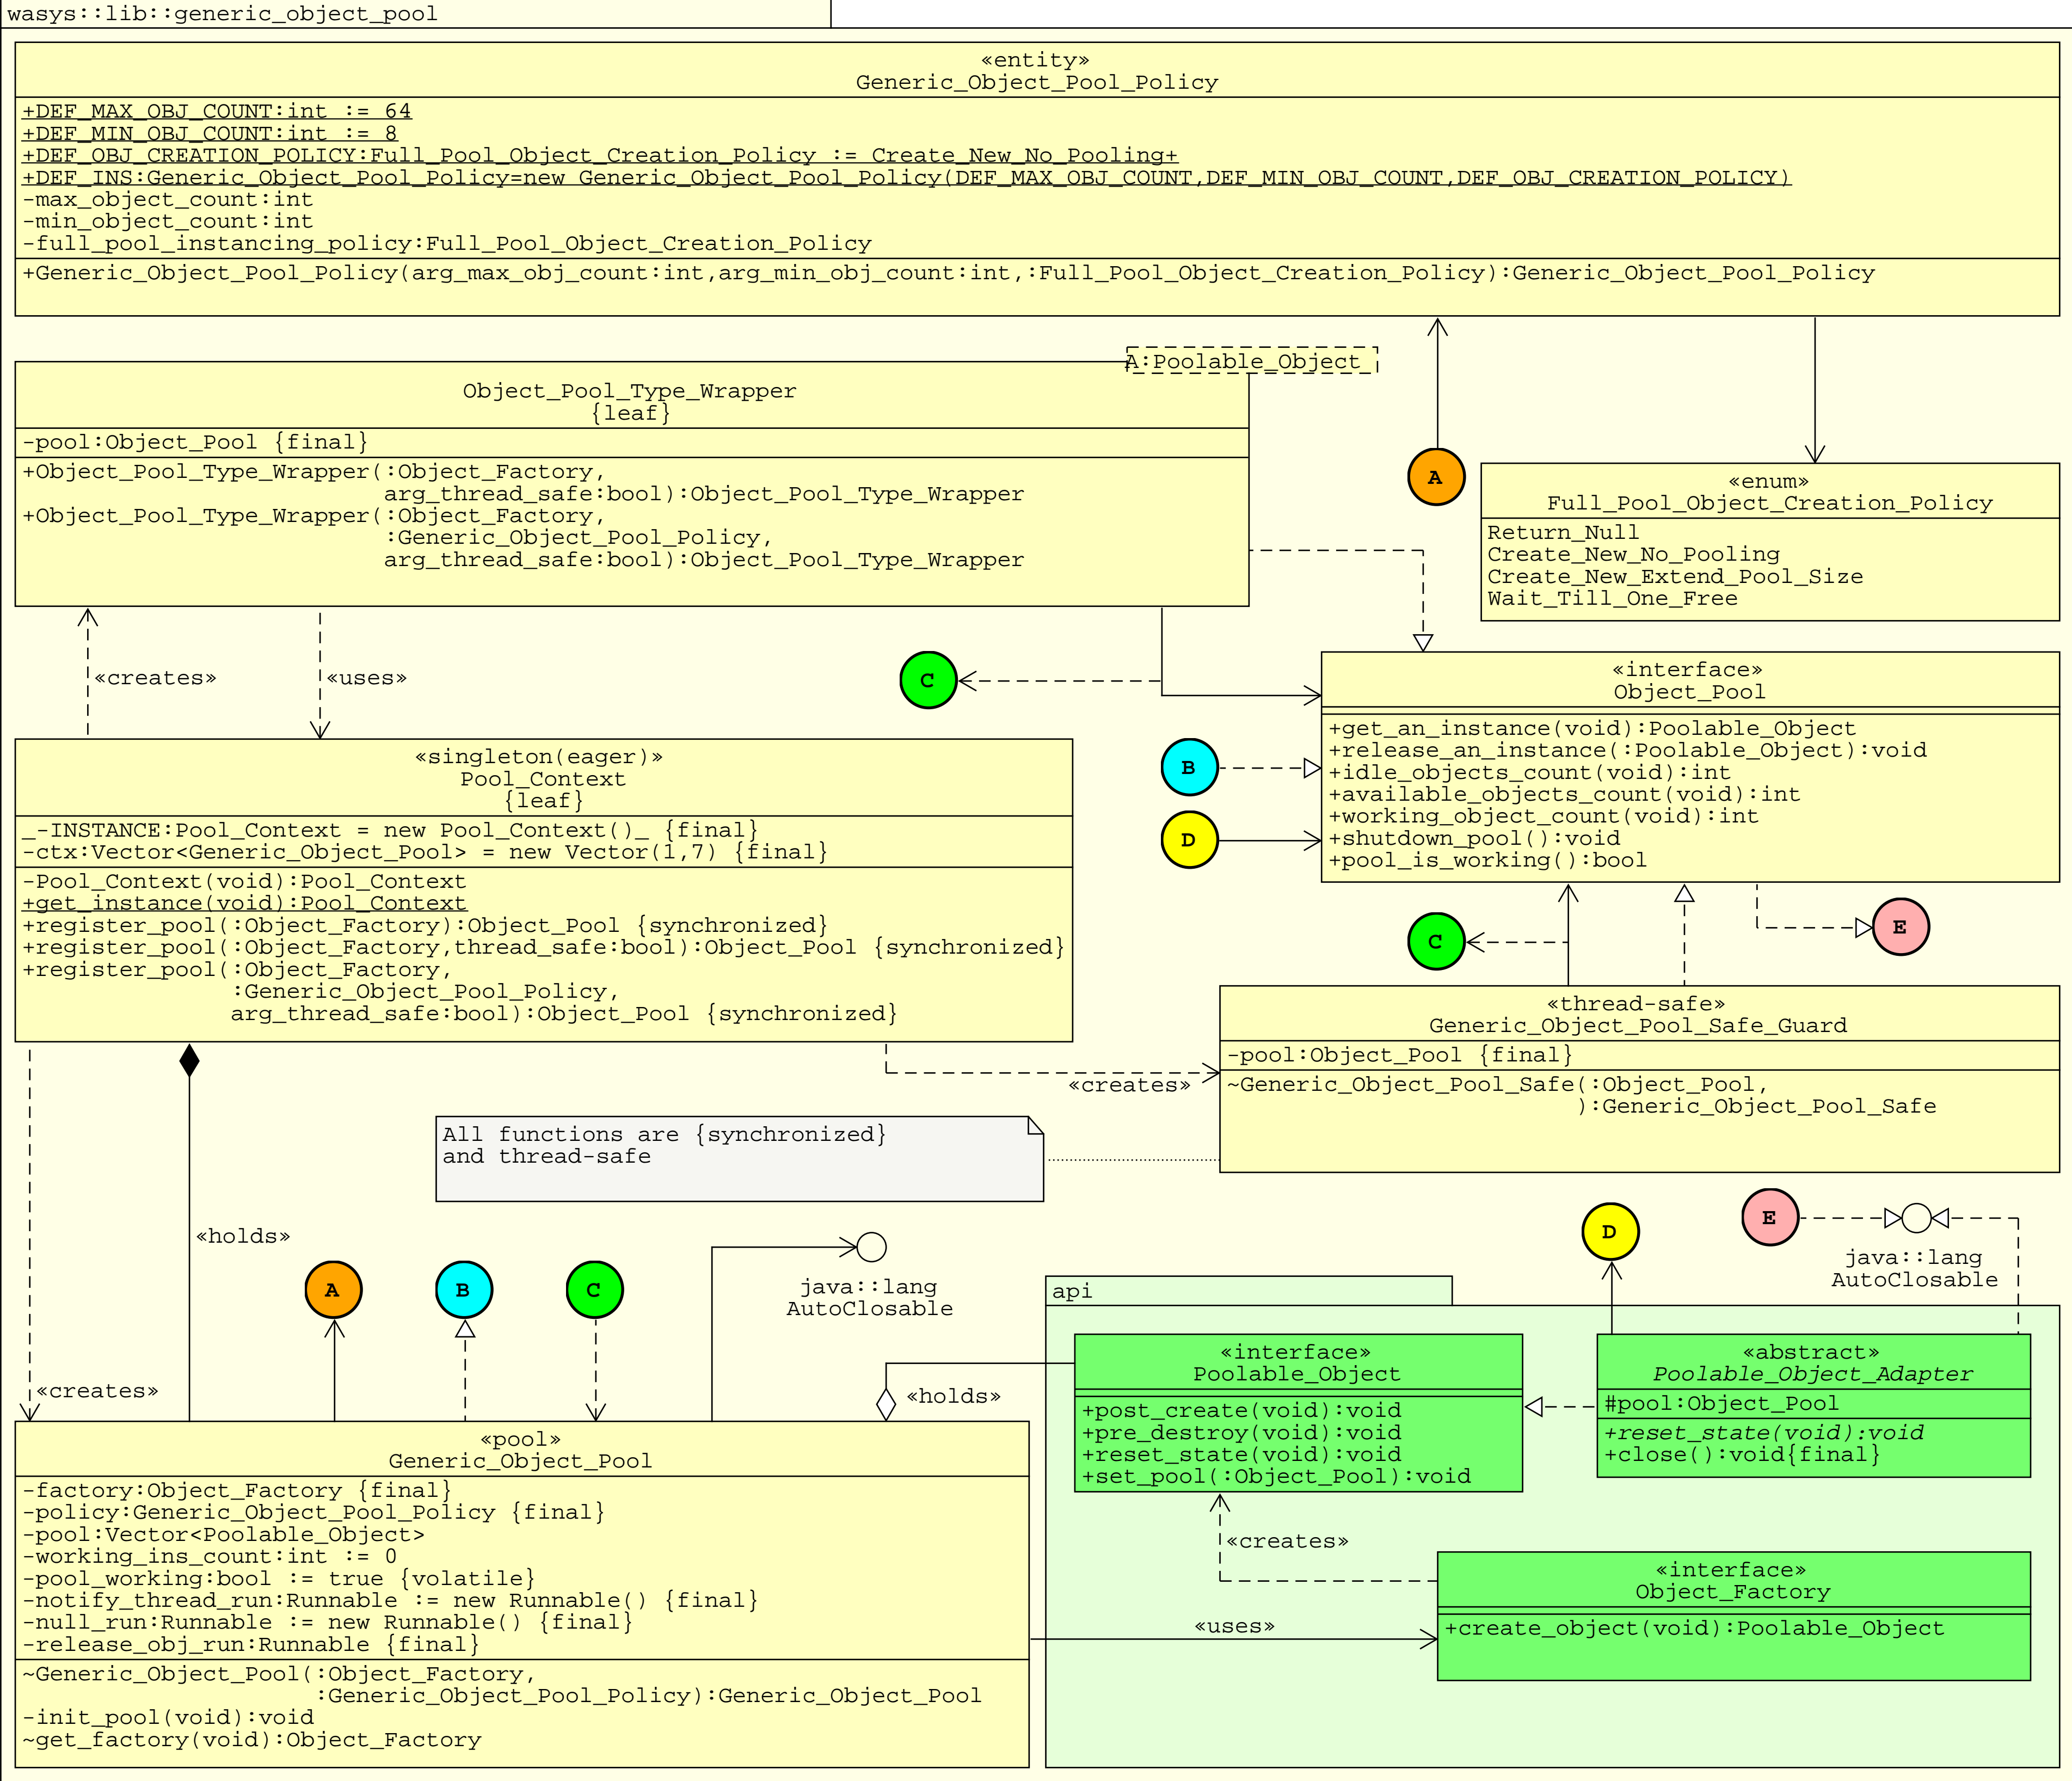 wasys::lib::generic_object_pool
«entity»
Generic_Object_Pool_Policy
+DEF_MAX_OBJ_COUNT:int := 64
+DEF_MIN_OBJ_COUNT:int := 8
+DEF_OBJ_CREATION_POLICY:Full_Pool_Object_Creation_Policy := Create_New_No_Pooling+
+DEF_INS:Generic_Object_Pool_Policy=new Generic_Object_Pool_Policy(DEF_MAX_OBJ_COUNT,DEF_MIN_OBJ_COUNT,DEF_OBJ_CREATION_POLICY)
-max_object_count:int
-min_object_count:int
-full_pool_instancing_policy:Full_Pool_Object_Creation_Policy
+Generic_Object_Pool_Policy(arg_max_obj_count:int,arg_min_obj_count:int,:Full_Pool_Object_Creation_Policy):Generic_Object_Pool_Policy
A:Poolable_Object
Object_Pool_Type_Wrapper
{leaf}
-pool:Object_Pool {final}
+Object_Pool_Type_Wrapper(:Object_Factory,
arg_thread_safe:bool):Object_Pool_Type_Wrapper
+Object_Pool_Type_Wrapper(:Object_Factory,
:Generic_Object_Pool_Policy,
arg_thread_safe:bool):Object_Pool_Type_Wrapper
A
«enum»
Full_Pool_Object_Creation_Policy
Return_Null
Create_New_No_Pooling
Create_New_Extend_Pool_Size
Wait_Till_One_Free
«creates»
«uses»
C
«interface»
Object_Pool
+get_an_instance(void):Poolable_Object
+release_an_instance(:Poolable_Object):void
+idle_objects_count(void):int
+available_objects_count(void):int
+working_object_count(void):int
+shutdown_pool():void
+pool_is_working():bool
B
D
«singleton(eager)»
Pool_Context
{leaf}
_-INSTANCE:Pool_Context = new Pool_Context()_ {final}
-ctx:Vector<Generic_Object_Pool> = new Vector(1,7) {final}
-Pool_Context(void):Pool_Context
+get_instance(void):Pool_Context
+register_pool(:Object_Factory):Object_Pool {synchronized}
+register_pool(:Object_Factory,thread_safe:bool):Object_Pool {synchronized}
+register_pool(:Object_Factory,
:Generic_Object_Pool_Policy,
arg_thread_safe:bool):Object_Pool {synchronized}
C
E
«thread-safe»
Generic_Object_Pool_Safe_Guard
-pool:Object_Pool {final}
~Generic_Object_Pool_Safe(:Object_Pool,
):Generic_Object_Pool_Safe
«creates»
All functions are {synchronized}
and thread-safe
«holds»
A
B
C
java::lang
AutoClosable
D
E
java::lang
AutoClosable
api
«interface»
Poolable_Object
+post_create(void):void
+pre_destroy(void):void
+reset_state(void):void
+set_pool(:Object_Pool):void
«abstract»
Poolable_Object_Adapter
#pool:Object_Pool
+reset_state(void):void
+close():void{final}
«creates»
«holds»
«pool»
Generic_Object_Pool
-factory:Object_Factory {final}
-policy:Generic_Object_Pool_Policy {final}
-pool:Vector<Poolable_Object>
-working_ins_count:int := 0
-pool_working:bool := true {volatile}
-notify_thread_run:Runnable := new Runnable() {final}
-null_run:Runnable := new Runnable() {final}
-release_obj_run:Runnable {final}
~Generic_Object_Pool(:Object_Factory,
:Generic_Object_Pool_Policy):Generic_Object_Pool
-init_pool(void):void
~get_factory(void):Object_Factory
«creates»
«uses»
«interface»
Object_Factory
+create_object(void):Poolable_Object